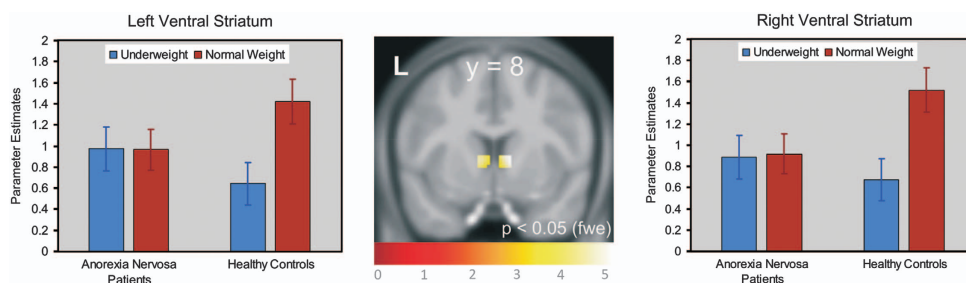 Left Ventral Striatum
2
1.8
1.6
1.4
1.2
1
0.8
0.6
0.4
0.2
0
Parameter Estimates
Underweight Normal Weight
Anorexia Nervosa Patients
Healthy Controls
L y = 8
p < 0.05 (fwe)
0 1 2 3 4 5
Right Ventral Striatum
2
1.8
1.6
1.4
1.2
1
0.8
0.6
0.4
0.2
0
Parameter Estimates
Underweight Normal Weight
Anorexia Nervosa Patients
Healthy Controls